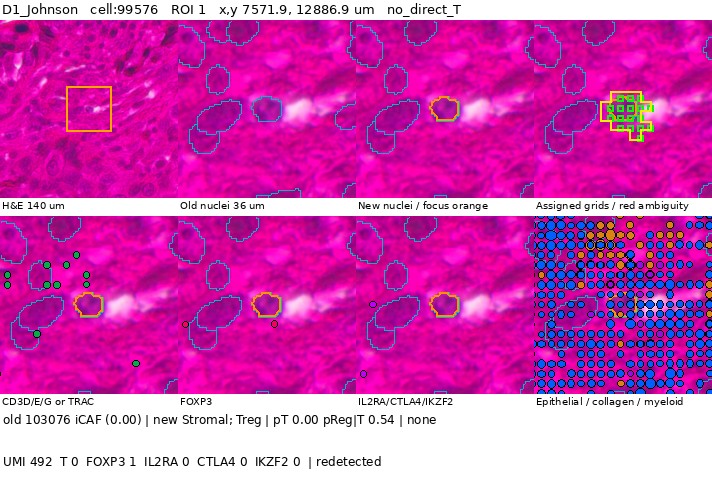 D1_Johnson cell:99576 ROI 1 x,y 7571.9, 12886.9 um no_direct_T
H&E 140 um
Old nuclei 36 um
New nuclei / focus orange
Assigned grids / red ambiguity
CD3D/E/G or TRAC
FOXP3
IL2RA/CTLA4/IKZF2
Epithelial / collagen / myeloid
old 103076 iCAF (0.00) | new Stromal; Treg | pT 0.00 pReg|T 0.54 | none
UMI 492 T 0 FOXP3 1 IL2RA 0 CTLA4 0 IKZF2 0 | redetected